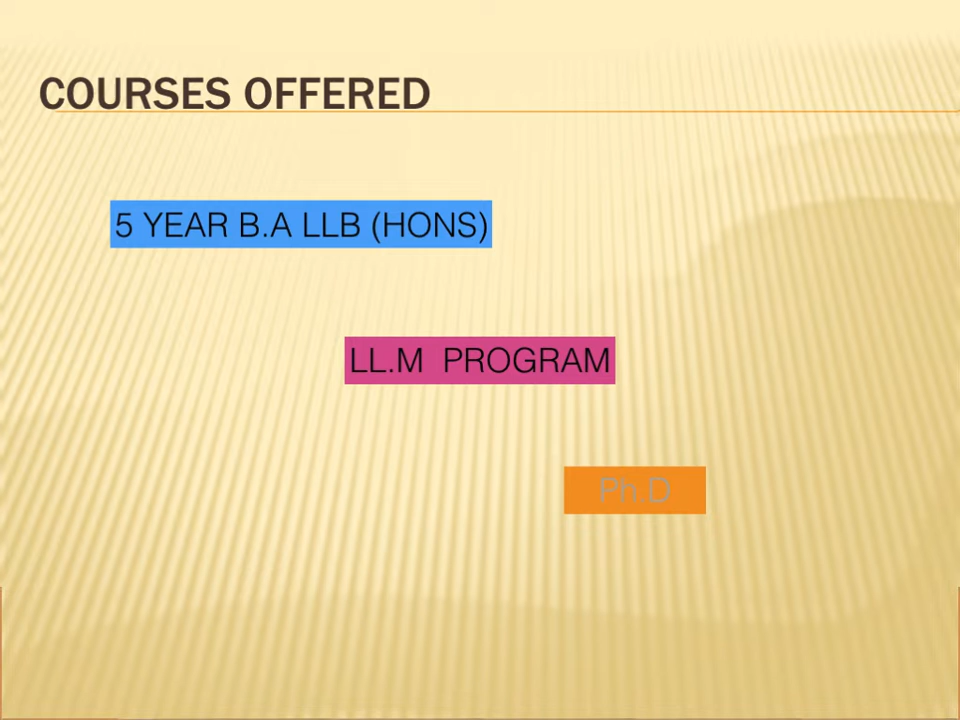 COURSES OFFERED
5 YEAR B.A LLB (HONS)
LL.M PROGRAM
Ph.D